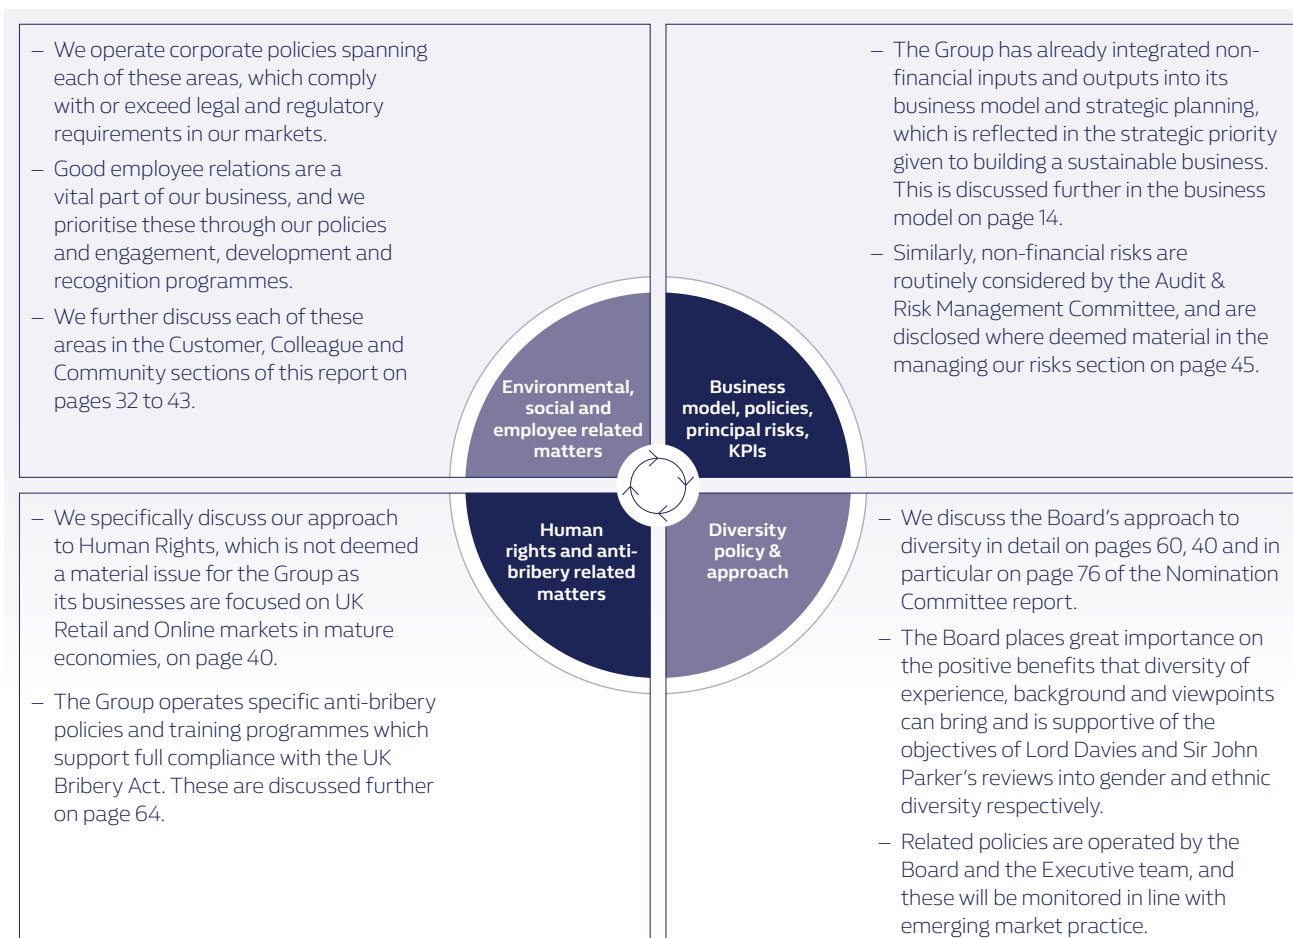 – We operate corporate policies spanning
each of these areas, which comply
with or exceed legal and regulatory
requirements in our markets.
– Good employee relations are a
vital part of our business, and we
prioritise these through our policies
and engagement, development and
recognition programmes.
– We further discuss each of these
areas in the Customer, Colleague and
Community sections of this report on
pages 32 to 43.
– The Group has already integrated non-
financial inputs and outputs into its
business model and strategic planning,
which is reflected in the strategic priority
given to building a sustainable business.
This is discussed further in the business
model on page 14.
– Similarly, non-financial risks are
routinely considered by the Audit &
Risk Management Committee, and are
disclosed where deemed material in the
managing our risks section on page 45.
Environmental,
social and
employee related
matters
Business
model, policies,
principal risks,
KPIs
Human
rights and anti-
bribery related
matters
Diversity
policy &
approach
– We specifically discuss our approach
to Human Rights, which is not deemed
a material issue for the Group as
its businesses are focused on UK
Retail and Online markets in mature
economies, on page 40.
– The Group operates specific anti-bribery
policies and training programmes which
support full compliance with the UK
Bribery Act. These are discussed further
on page 64.
– We discuss the Board’s approach to
diversity in detail on pages 60, 40 and in
particular on page 76 of the Nomination
Committee report.
– The Board places great importance on
the positive benefits that diversity of
experience, background and viewpoints
can bring and is supportive of the
objectives of Lord Davies and Sir John
Parker’s reviews into gender and ethnic
diversity respectively.
– Related policies are operated by the
Board and the Executive team, and
these will be monitored in line with
emerging market practice.